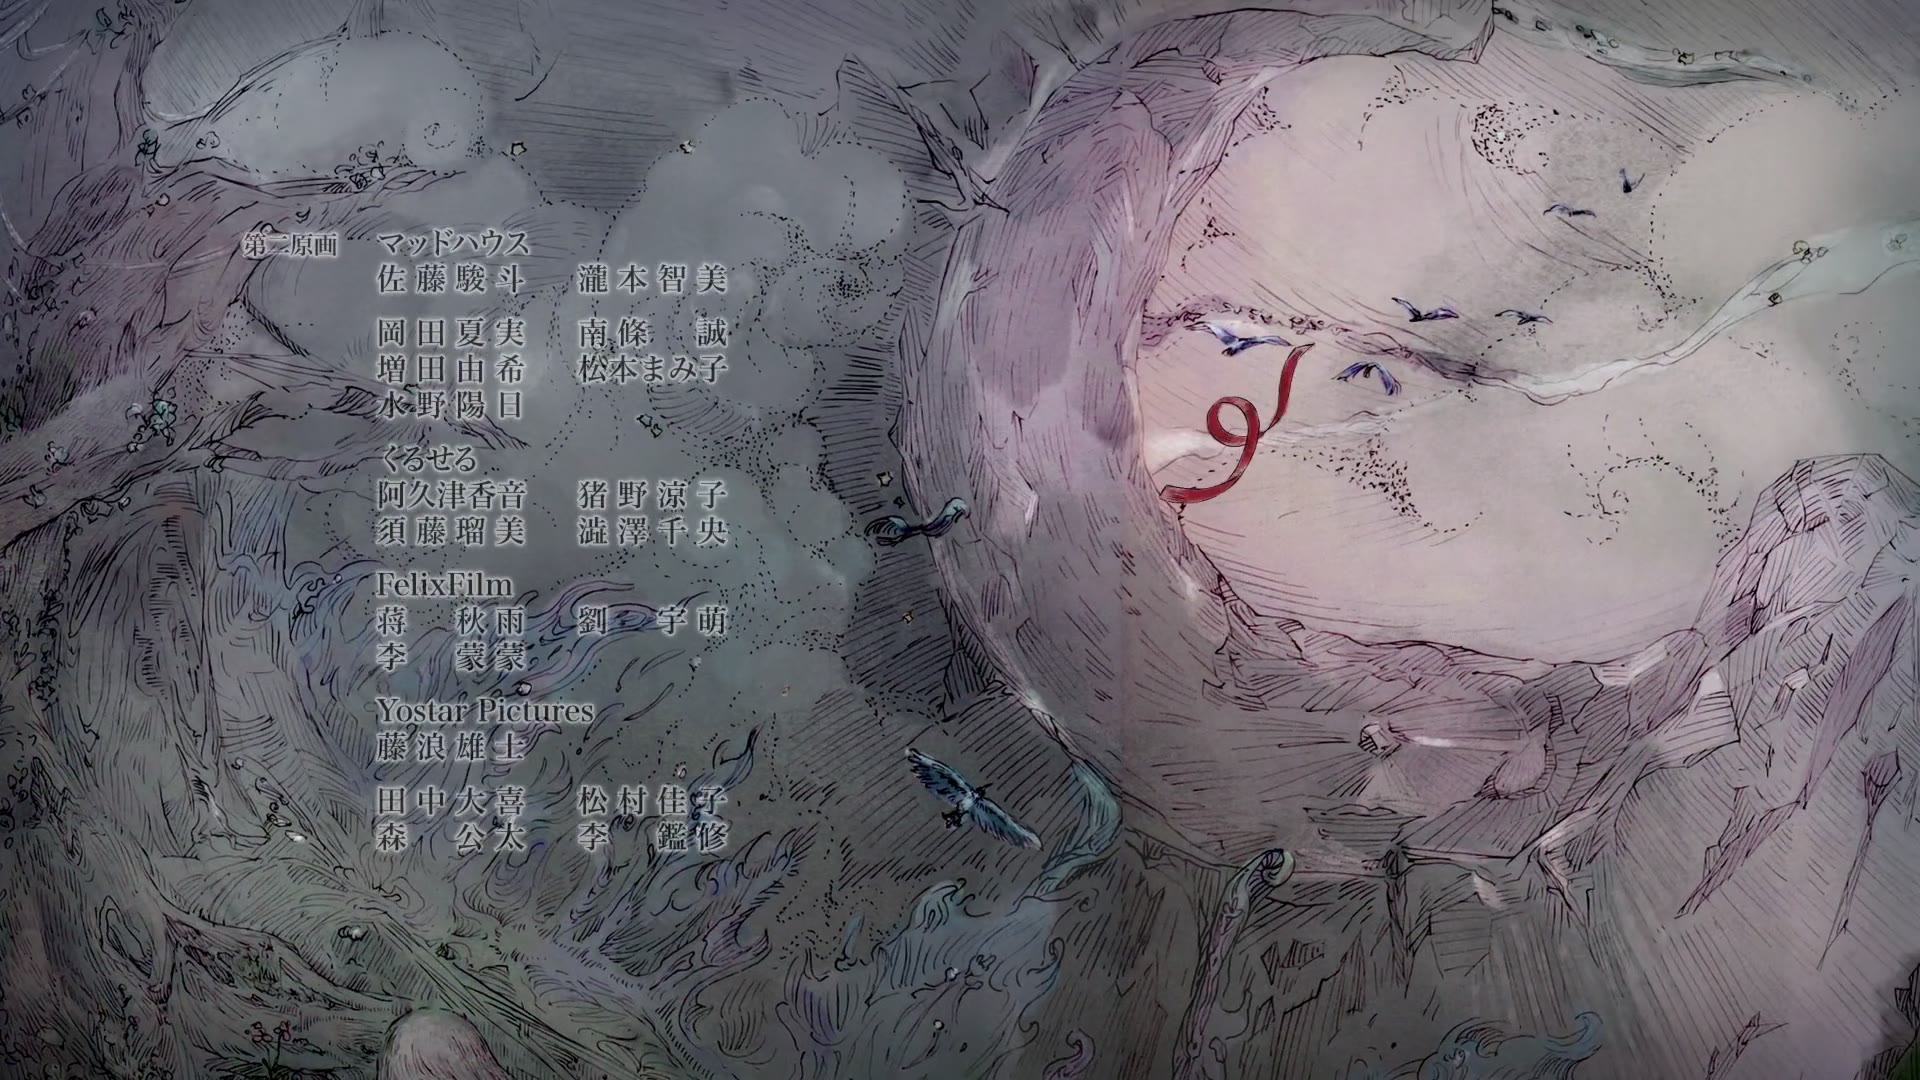 第二原画 マッドハウス
佐藤駿斗 瀧本智美
岡田夏実 南條 誠
増田由希 松本まみ子
水野陽日
くるせる
阿久津香音 猪野涼子
須藤瑠美 澁澤千央
FelixFilm
蒋 秋雨 劉 宇萌
李 蒙蒙
Yostar Pictures
藤浪雄士
田中大喜 松村佳子
森 公太 李 鑑修